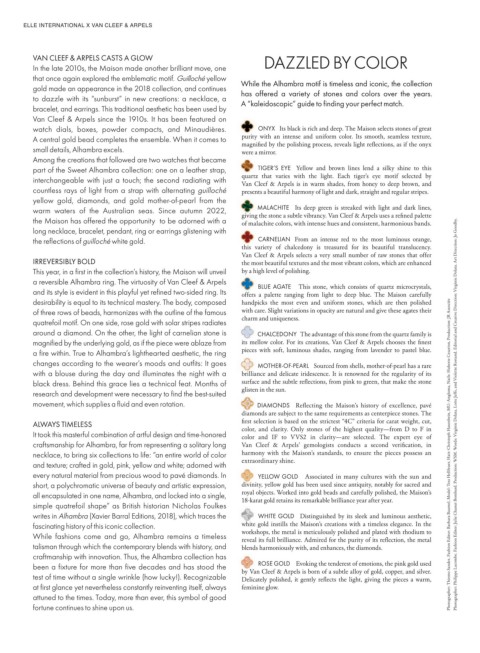 ELLE INTERNATIONAL X VAN CLEEF & ARPELS
VAN CLEEF & ARPELS CASTS A GLOW
In the late 2010s, the Maison made another brilliant move, one
that once again explored the emblematic motif. Guilloché yellow
gold made an appearance in the 2018 collection, and continues
to dazzle with its "sunburst" in new creations: a necklace, a
bracelet, and earrings. This traditional aesthetic has been used by
Van Cleef & Arpels since the 1910s. It has been featured on
watch dials, boxes, powder compacts, and Minaudières.
A central gold bead completes the ensemble. When it comes to
small details, Alhambra excels.
Among the creations that followed are two watches that became
part of the Sweet Alhambra collection: one on a leather strap,
interchangeable with just a touch; the second radiating with
countless rays of light from a strap with alternating guilloché
yellow gold, diamonds, and gold mother-of-pearl from the
warm waters of the Australian seas. Since autumn 2022,
the Maison has offered the opportunity to be adorned with a
long necklace, bracelet, pendant, ring or earrings glistening with
the reflections of guilloché white gold.
IRREVERSIBLY BOLD
This year, in a first in the collection's history, the Maison will unveil
a reversible Alhambra ring. The virtuosity of Van Cleef & Arpels
and its style is evident in this playful yet refined two-sided ring. Its
desirability is equal to its technical mastery. The body, composed
of three rows of beads, harmonizes with the outline of the famous
quatrefoil motif. On one side, rose gold with solar stripes radiates
around a diamond. On the other, the light of carnelian stone is
magnified by the underlying gold, as if the piece were ablaze from
a fire within. True to Alhambra's lighthearted aesthetic, the ring
changes according to the wearer's moods and outfits: It goes
with a blouse during the day and illuminates the night with a
black dress. Behind this grace lies a technical feat. Months of
research and development were necessary to find the best-suited
movement, which supplies a fluid and even rotation.
ALWAYS TIMELESS
It took this masterful combination of artful design and time-honored
craftsmanship for Alhambra, far from representing a solitary long
necklace, to bring six collections to life: "an entire world of color
and texture; crafted in gold, pink, yellow and white; adorned with
every natural material from precious wood to pavé diamonds. In
short, a polychromatic universe of beauty and artistic expression,
all encapsulated in one name, Alhambra, and locked into a single,
simple quatrefoil shape" as British historian Nicholas Foulkes
writes in Alhambra (Xavier Barral Editions, 2018), which traces the
fascinating history of this iconic collection.
While fashions come and go, Alhambra remains a timeless
talisman through which the contemporary blends with history, and
craftmanship with innovation. Thus, the Alhambra collection has
been a fixture for more than five decades and has stood the
test of time without a single wrinkle (how lucky!). Recognizable
at first glance yet nevertheless constantly reinventing itself, always
attuned to the times. Today, more than ever, this symbol of good
fortune continues to shine upon us.
DAZZLED BY COLOR
While the Alhambra motif is timeless and iconic, the collection
has offered a variety of stones and colors over the years.
A "kaleidoscopic" guide to finding your perfect match.
ONYX Its black is rich and deep. The Maison selects stones of great
purity with an intense and uniform color. Its smooth, seamless texture,
magnified by the polishing process, reveals light reflections, as if the onyx
were a mirror.
TIGER'S EYE Yellow and brown lines lend a silky shine to this
quartz that varies with the light. Each tiger's eye motif selected by
Van Cleef & Arpels is in warm shades, from honey to deep brown, and
presents a beautiful harmony of light and dark, straight and regular stripes.
MALACHITE Its deep green is streaked with light and dark lines,
giving the stone a subtle vibrancy. Van Cleef & Arpels uses a refined palette
of malachite colors, with intense hues and consistent, harmonious bands.
CARNELIAN From an intense red to the most luminous orange,
this variety of chalcedony is treasured for its beautiful translucency.
Van Cleef & Arpels selects a very small number of raw stones that offer
the most beautiful textures and the most vibrant colors, which are enhanced
by a high level of polishing.
BLUE AGATE This stone, which consists of quartz microcrystals,
offers a palette ranging from light to deep blue. The Maison carefully
handpicks the most even and uniform stones, which are then polished
with care. Slight variations in opacity are natural and give these agates their
charm and uniqueness.
CHALCEDONY The advantage of this stone from the quartz family is
its mellow color. For its creations, Van Cleef & Arpels chooses the finest
pieces with soft, luminous shades, ranging from lavender to pastel blue.
MOTHER-OF-PEARL Sourced from shells, mother-of-pearl has a rare
brilliance and delicate iridescence. It is renowned for the regularity of its
surface and the subtle reflections, from pink to green, that make the stone
glisten in the sun.
DIAMONDS Reflecting the Maison's history of excellence, pavé
diamonds are subject to the same requirements as centerpiece stones. The
first selection is based on the strictest "4C" criteria for carat weight, cut,
color, and clarity. Only stones of the highest quality—from D to F in
color and IF to VVS2 in clarity—are selected. The expert eye of
Van Cleef & Arpels' gemologists conducts a second verification, in
harmony with the Maison's standards, to ensure the pieces possess an
extraordinary shine.
YELLOW GOLD Associated in many cultures with the sun and
divinity, yellow gold has been used since antiquity, notably for sacred and
royal objects. Worked into gold beads and carefully polished, the Maison's
18-karat gold retains its remarkable brilliance year after year.
WHITE GOLD Distinguished by its sleek and luminous aesthetic,
white gold instills the Maison's creations with a timeless elegance. In the
workshops, the metal is meticulously polished and plated with rhodium to
reveal its full brilliance. Admired for the purity of its reflection, the metal
blends harmoniously with, and enhances, the diamonds.
ROSE GOLD Evoking the tenderest of emotions, the pink gold used
by Van Cleef & Arpels is born of a subtle alloy of gold, copper, and silver.
Delicately polished, it gently reflects the light, giving the pieces a warm,
feminine glow.